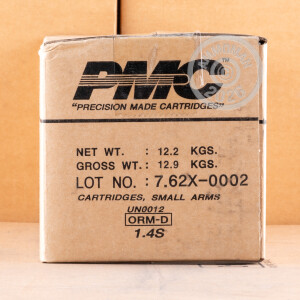 PMC™
"PRECISION MADE CARTRIDGES"
NET WT. : 12.2 KGS.
GROSS WT. : 12.9 KGS.
LOT NO. : 7.62X-0002
CARTRIDGES, SMALL ARMS
UN0012
ORM-D
1.4S